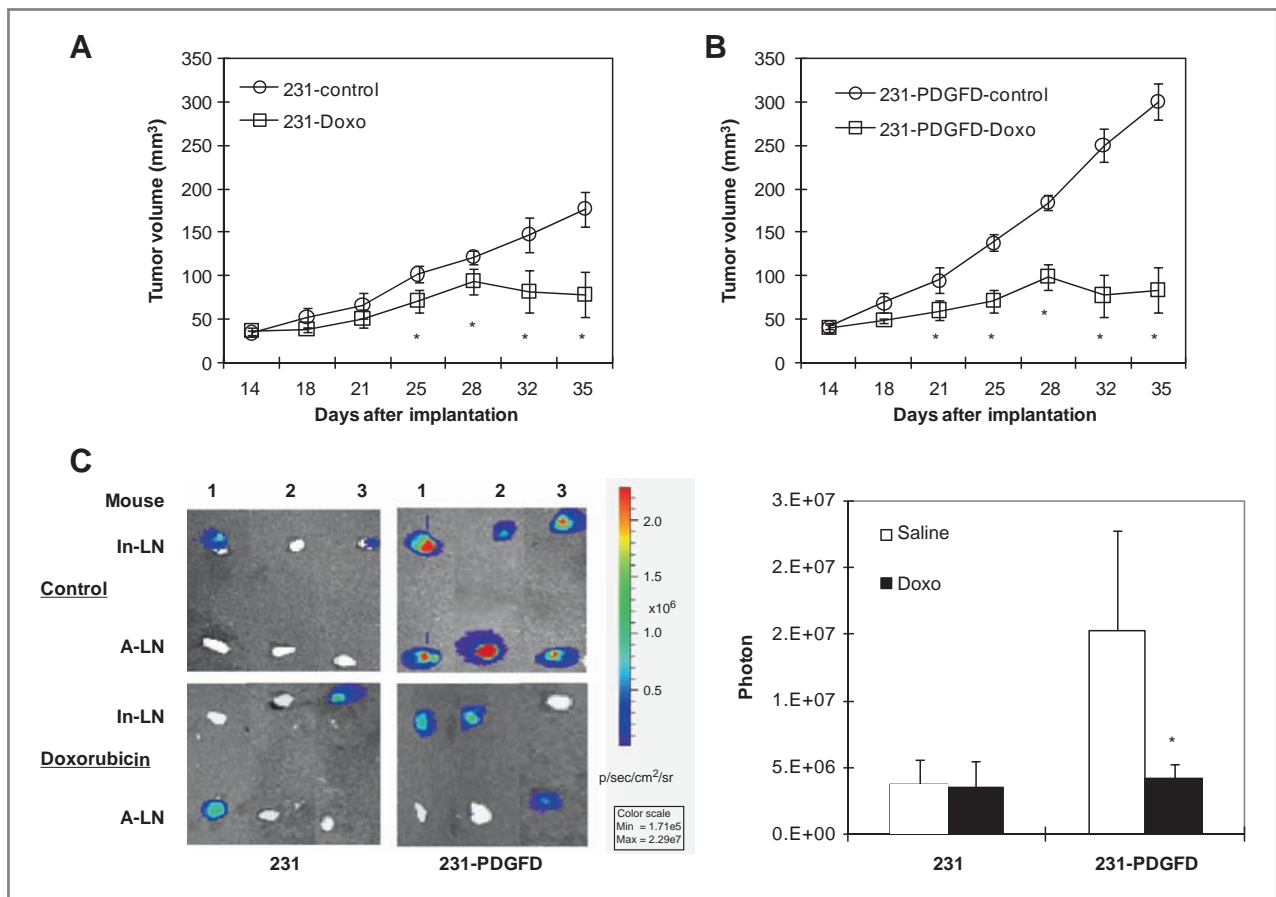 A
350
300
250
200
150
100
50
0
Tumor volume (mm³)
231-control
231-Doxo
* * * *
14 18 21 25 28 32 35
Days after implantation
B
350
300
250
200
150
100
50
0
Tumor volume (mm³)
231-PDGFD-control
231-PDGFD-Doxo
* * * * *
14 18 21 25 28 32 35
Days after implantation
C
Mouse 1 2 3 1 2 3
In-LN
Control
A-LN
In-LN
Doxorubicin
A-LN
231 231-PDGFD
2.0
1.5
x10⁶
1.0
0.5
p/sec/cm²/sr
Color scale
Min = 1.71e5
Max = 2.29e7
3.E+07
2.E+07
2.E+07
1.E+07
5.E+06
0.E+00
Photon
Saline
Doxo
*
231 231-PDGFD